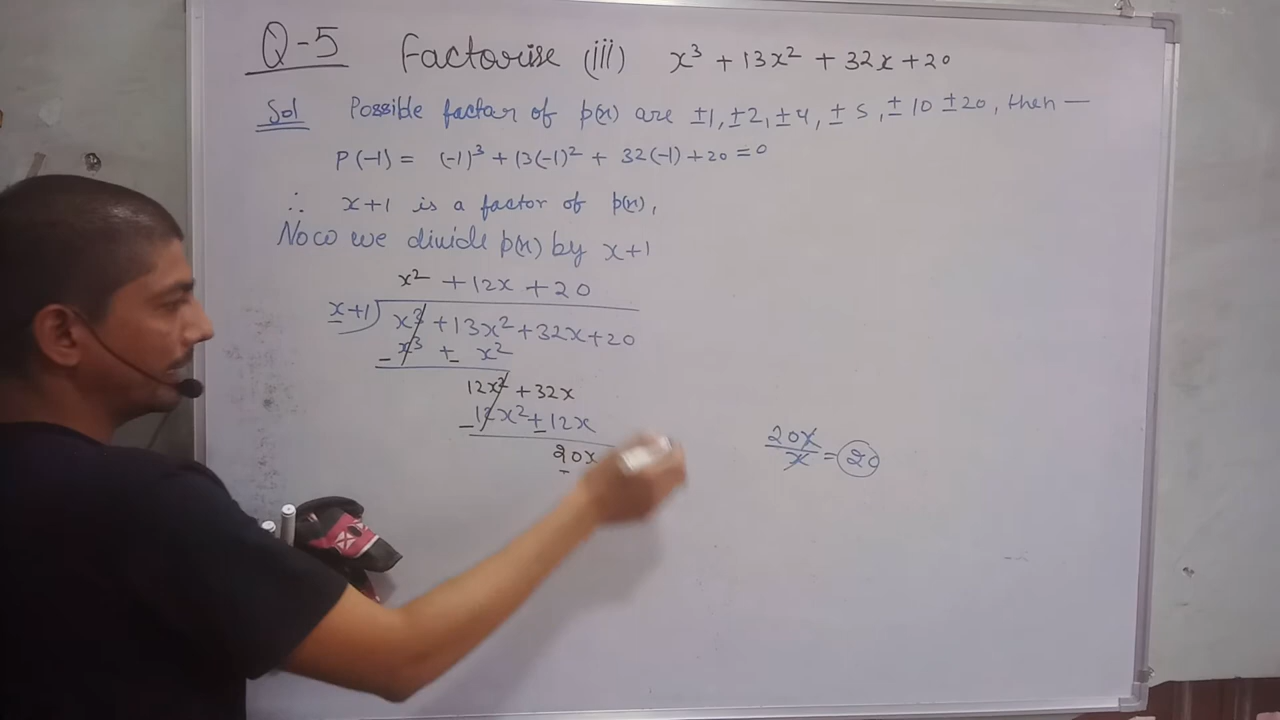 Q-5 Factorise (iii) x³ + 13x² + 32x + 20
Sol Possible factor of p(x) are ±1, ±2, ±4, ±5, ±10 ±20, then —
P(-1) = (-1)³ + 13(-1)² + 32(-1) + 20 = 0
∴ x+1 is a factor of p(x),
Now we divide p(x) by x+1
x² + 12x + 20
x+1) x³ + 13x² + 32x + 20
x³ + x²
- -
12x² + 32x
12x² + 12x
- -
20x
-
20x/x = 20